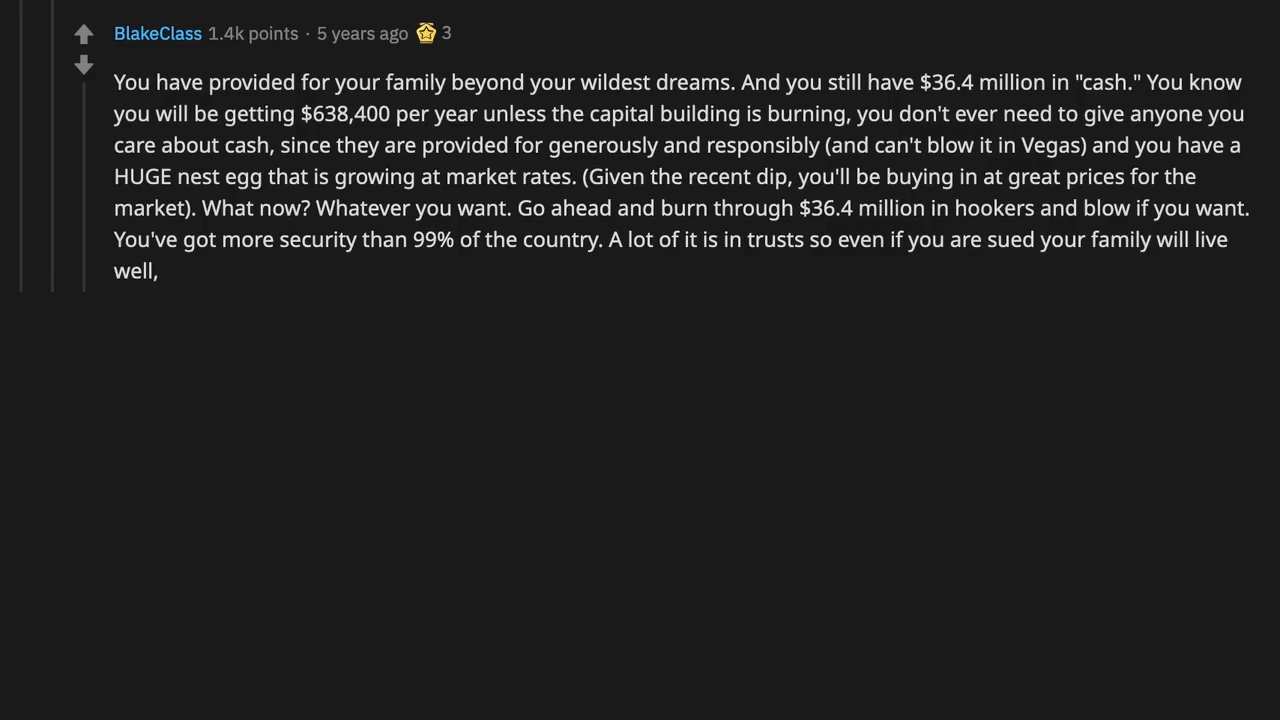 BlakeClass 1.4k points · 5 years ago 3
You have provided for your family beyond your wildest dreams. And you still have $36.4 million in "cash." You know
you will be getting $638,400 per year unless the capital building is burning, you don't ever need to give anyone you
care about cash, since they are provided for generously and responsibly (and can't blow it in Vegas) and you have a
HUGE nest egg that is growing at market rates. (Given the recent dip, you'll be buying in at great prices for the
market). What now? Whatever you want. Go ahead and burn through $36.4 million in hookers and blow if you want.
You've got more security than 99% of the country. A lot of it is in trusts so even if you are sued your family will live
well,